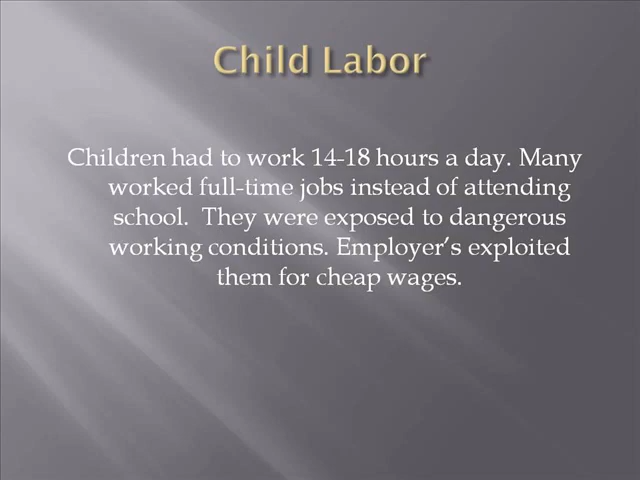 Child Labor
Children had to work 14-18 hours a day. Many
worked full-time jobs instead of attending
school.  They were exposed to dangerous
working conditions. Employer’s exploited
them for cheap wages.